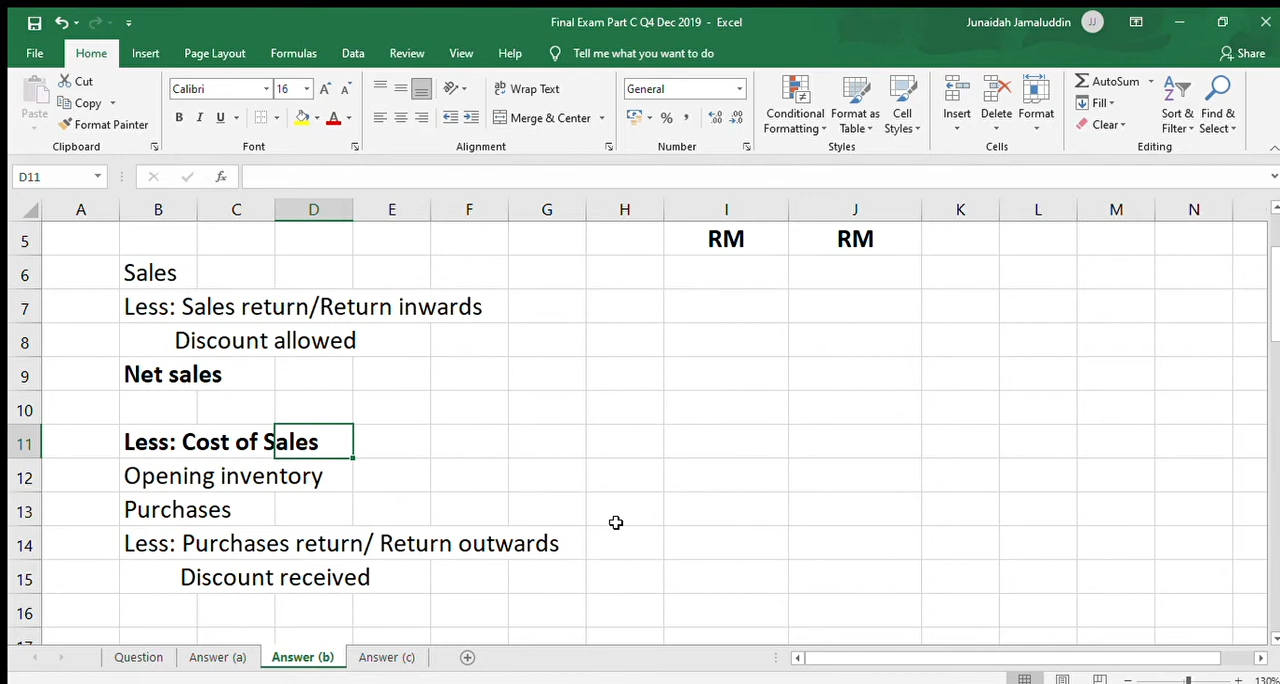 Final Exam Part C Q4 Dec 2019 - Excel
Junaidah Jamaluddin JJ
File Home Insert Page Layout Formulas Data Review View Help Tell me what you want to do Share
Cut
Copy
Format Painter
Paste
Clipboard
Calibri 16
B I U
Font
Wrap Text
Merge & Center
Alignment
General
Number
Conditional Formatting
Format as Table
Cell Styles
Styles
Insert Delete Format
Cells
AutoSum
Fill
Clear
Sort & Filter
Find & Select
Editing
D11 fx
A B C D E F G H I J K L M N
5 RM RM
6 Sales
7 Less: Sales return/Return inwards
8 Discount allowed
9 Net sales
10
11 Less: Cost of Sales
12 Opening inventory
13 Purchases
14 Less: Purchases return/ Return outwards
15 Discount received
16
17
Question Answer (a) Answer (b) Answer (c)
130%